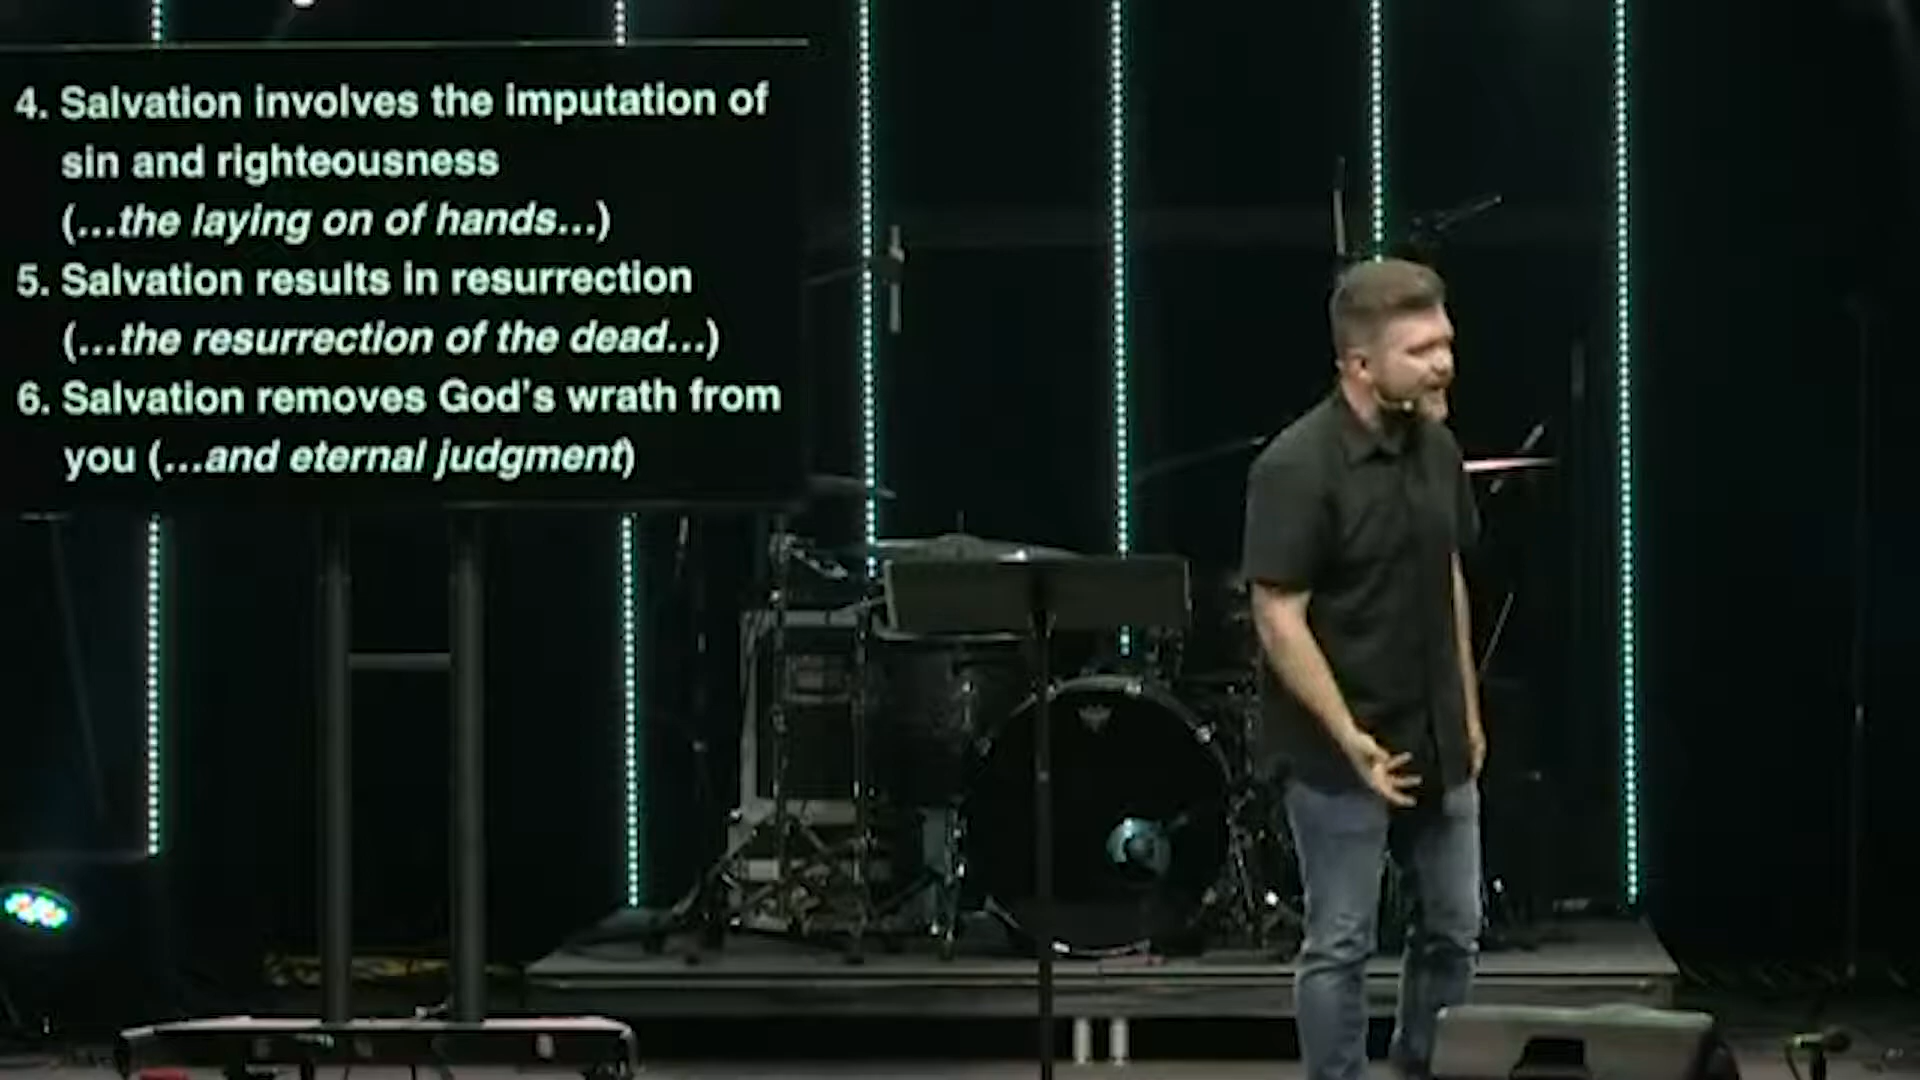 4. Salvation involves the imputation of
sin and righteousness
(...the laying on of hands...)
5. Salvation results in resurrection
(...the resurrection of the dead...)
6. Salvation removes God's wrath from
you (...and eternal judgment)